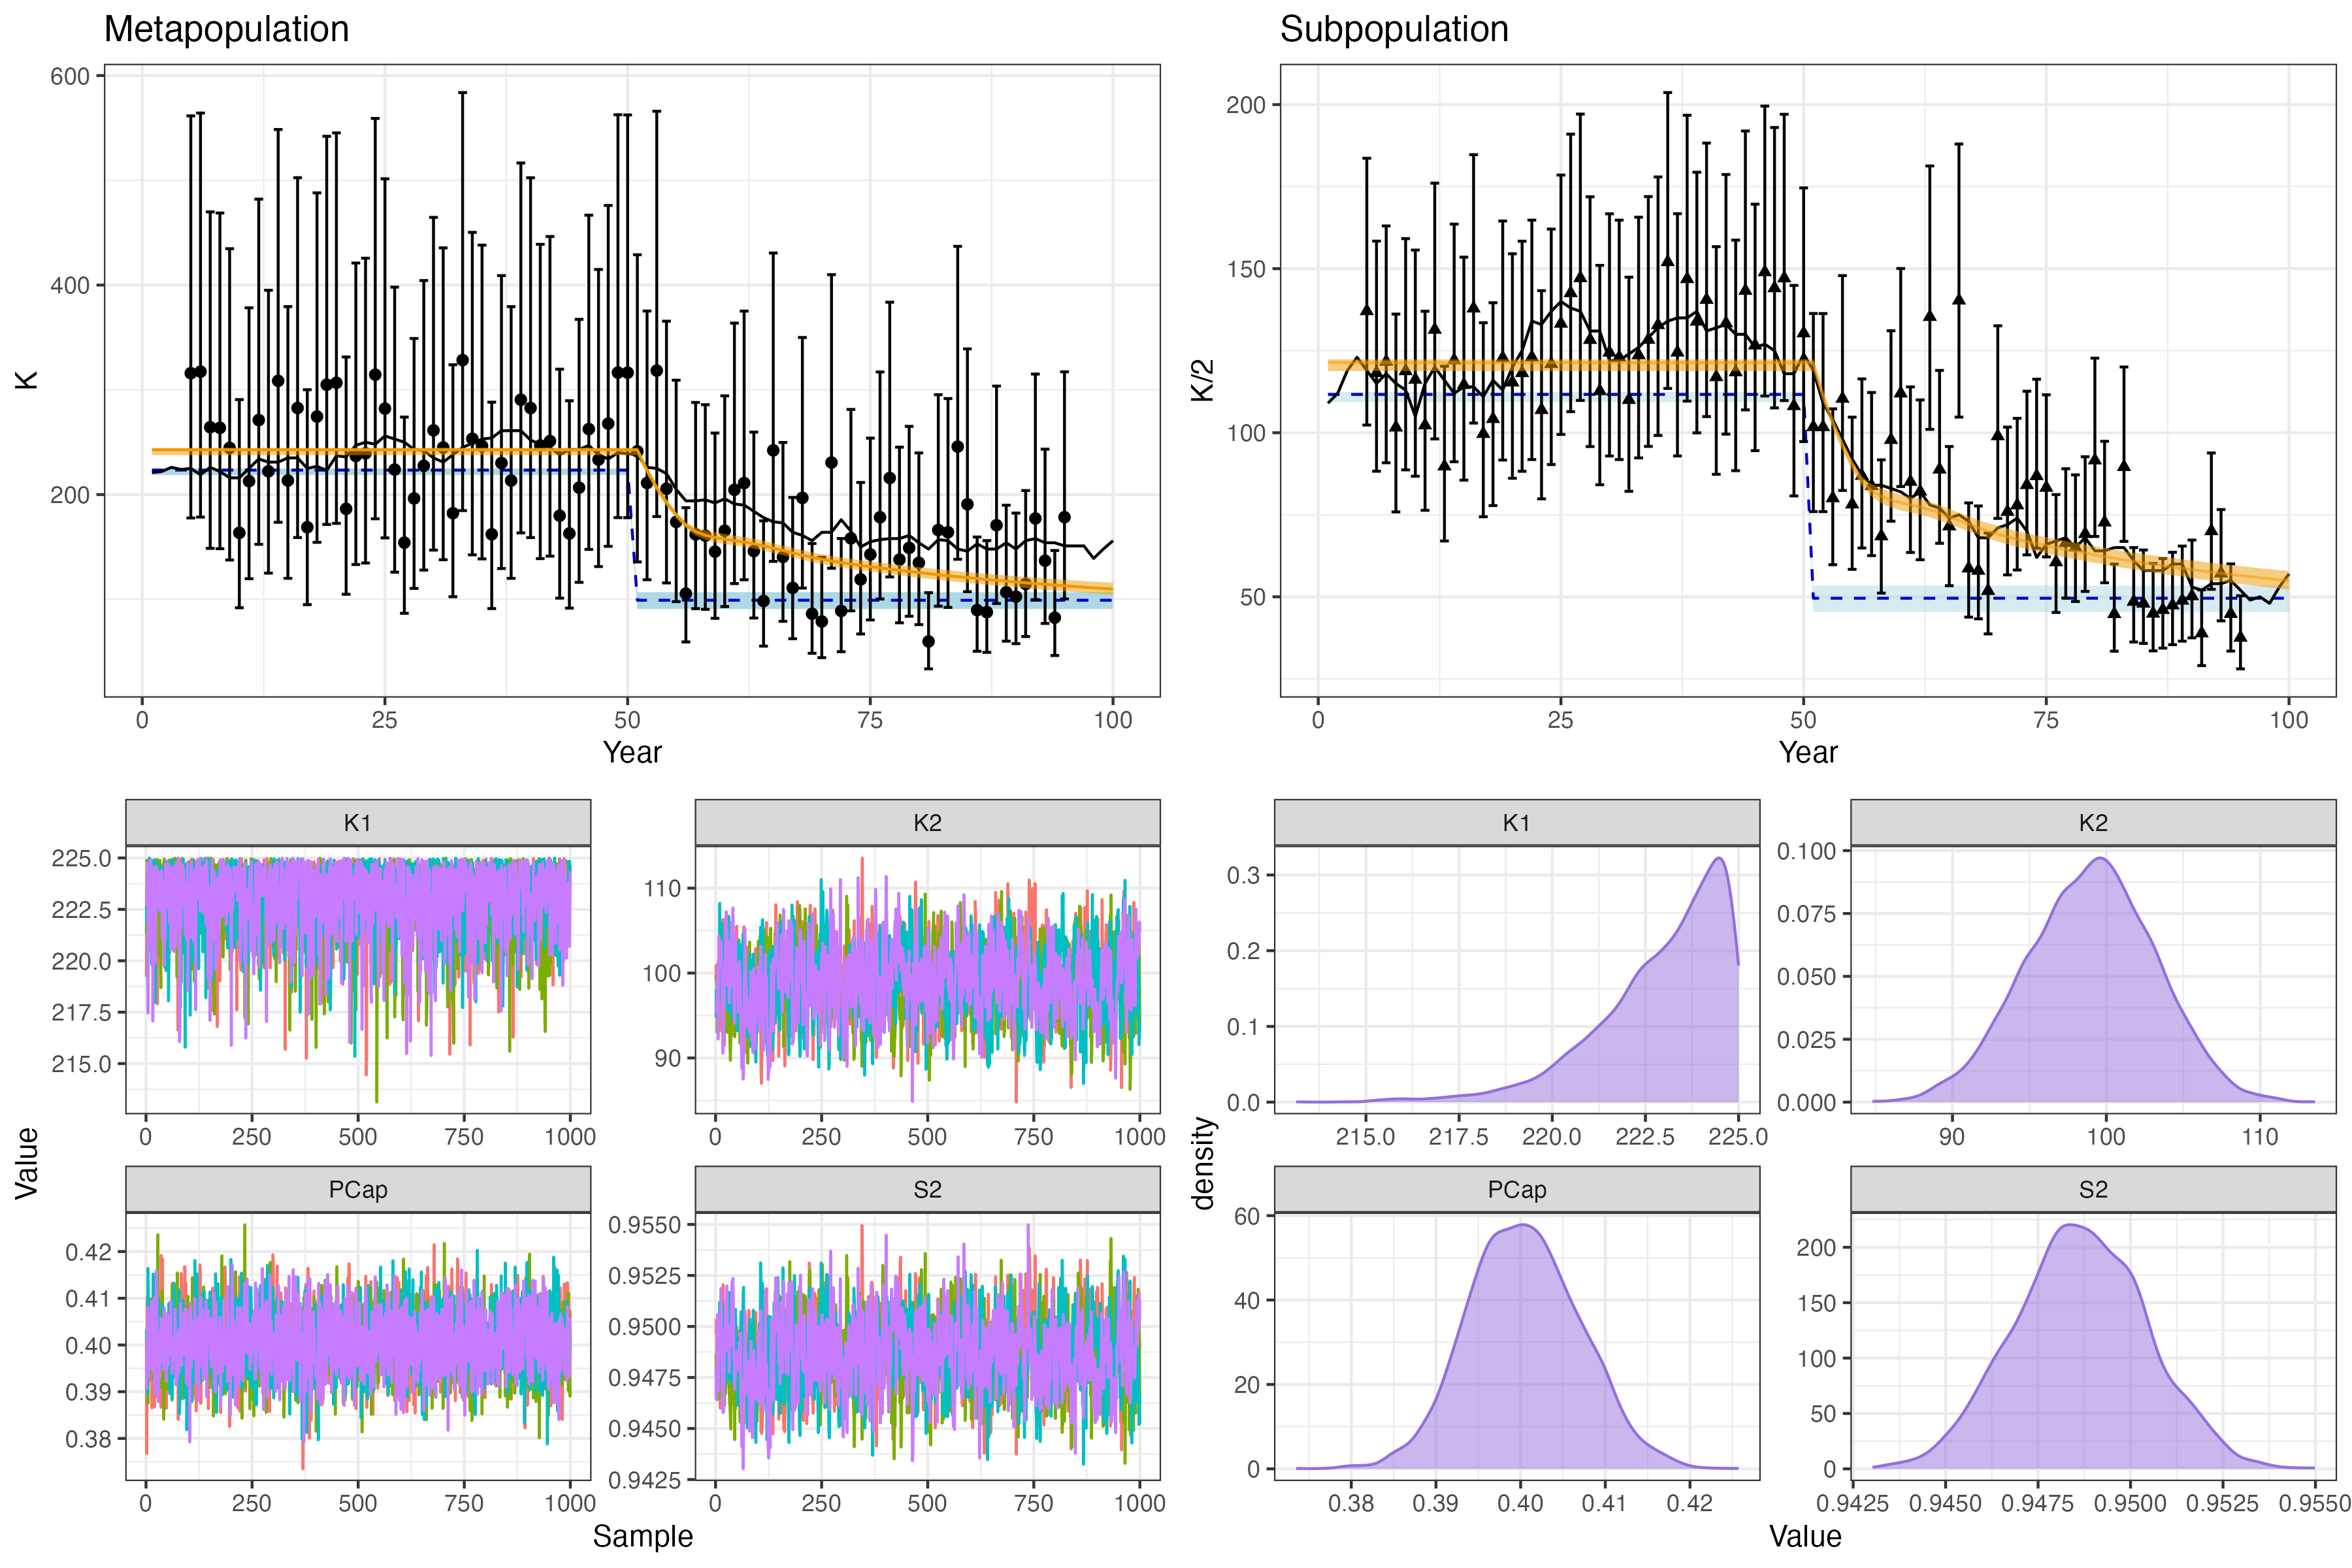 Metapopulation
Subpopulation
600
400
200
K
0 25 50 75 100
Year
200
150
100
50
K/2
0 25 50 75 100
Year
K1
K2
225.0
222.5
220.0
217.5
215.0
0 250 500 750 1000
110
100
90
0 250 500 750 1000
PCap
S2
0.42
0.41
0.40
0.39
0.38
0 250 500 750 1000
0.9550
0.9525
0.9500
0.9475
0.9450
0.9425
0 250 500 750 1000
Value
Sample
K1
K2
0.3
0.2
0.1
0.0
215.0 217.5 220.0 222.5 225.0
0.100
0.075
0.050
0.025
0.000
90 100 110
PCap
S2
60
40
20
0
0.38 0.39 0.40 0.41 0.42
200
150
100
50
0
0.9425 0.9450 0.9475 0.9500 0.9525 0.9550
density
Value